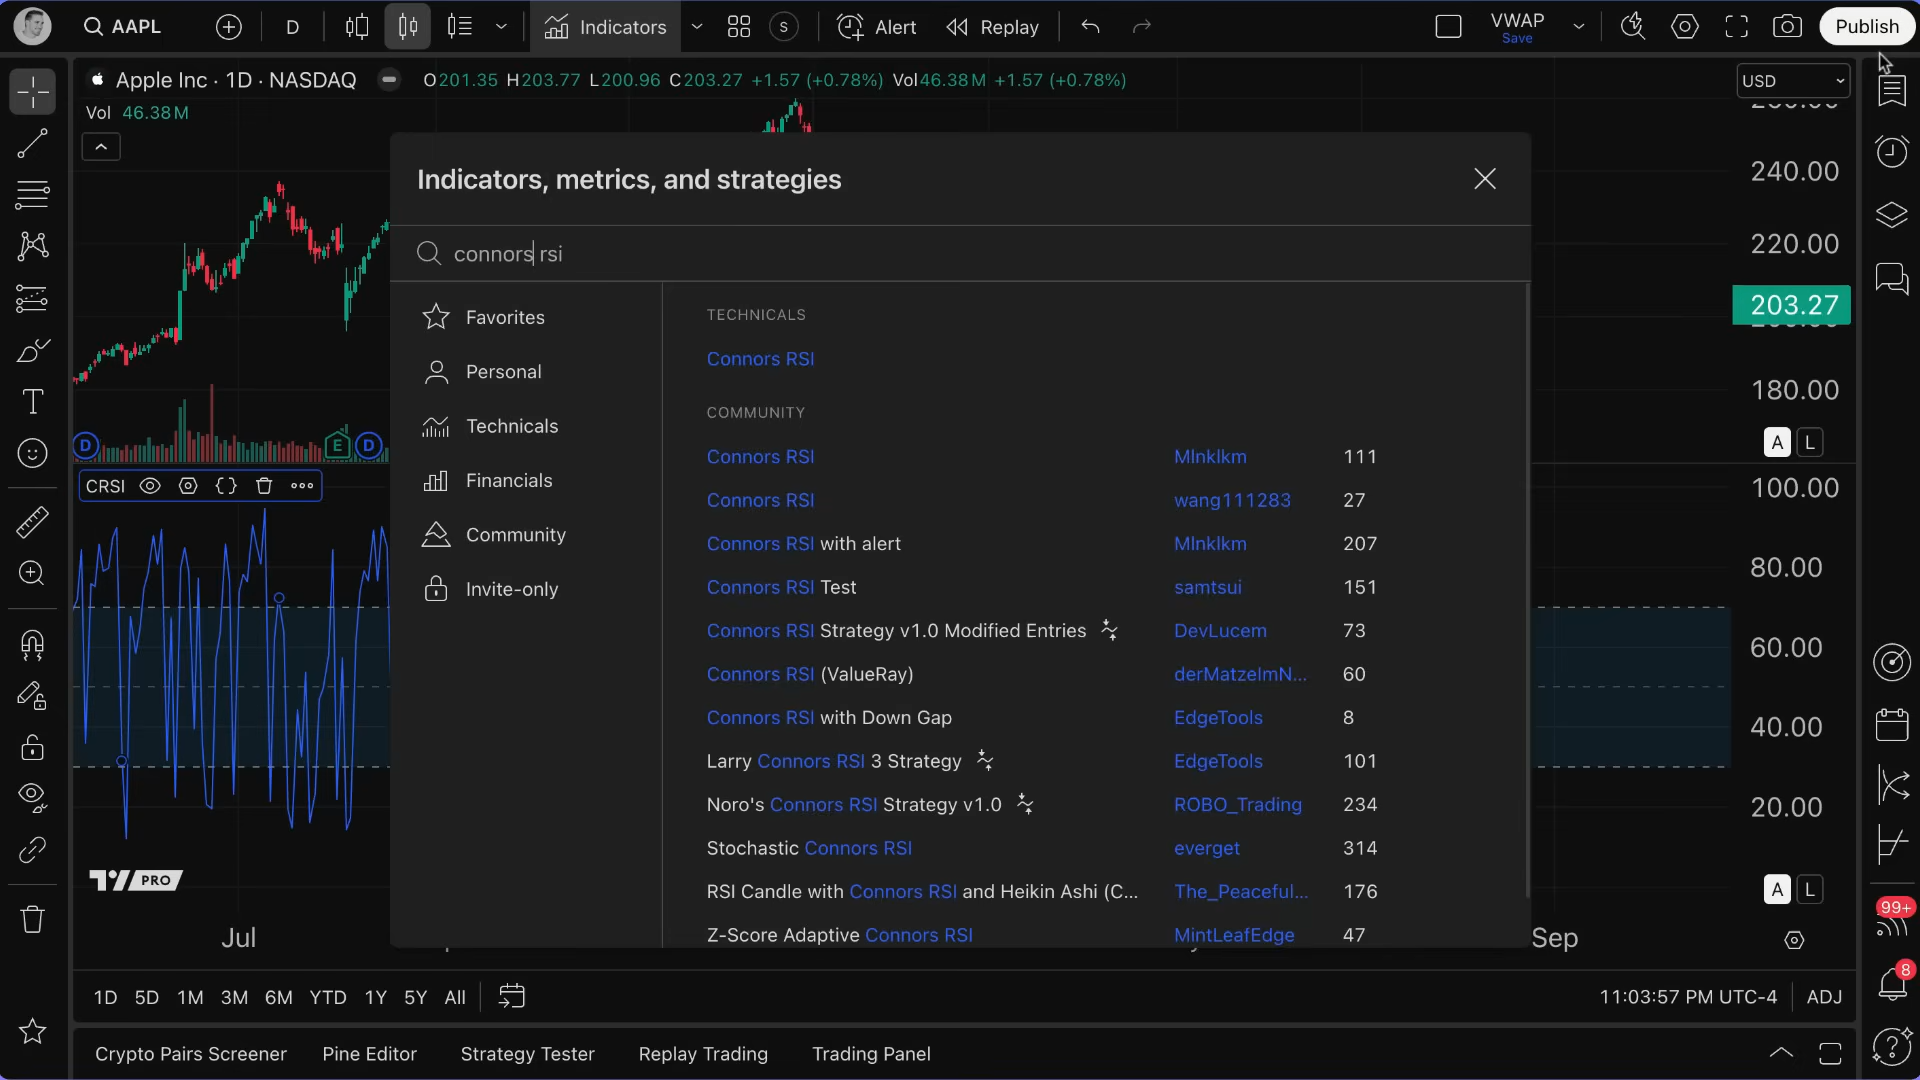 AAPL D Indicators S Alert Replay VWAP Save Publish
Apple Inc · 1D · NASDAQ O201.35 H203.77 L200.96 C203.27 +1.57 (+0.78%) Vol46.38M +1.57 (+0.78%)
USD
Vol 46.38M
Indicators, metrics, and strategies
connors rsi
Favorites
Personal
Technicals
Financials
Community
Invite-only
TECHNICALS
Connors RSI
COMMUNITY
Connors RSI MInkIkm 111
Connors RSI wang111283 27
Connors RSI with alert MInkIkm 207
Connors RSI Test samtsui 151
Connors RSI Strategy v1.0 Modified Entries DevLucem 73
Connors RSI (ValueRay) derMatzeImN... 60
Connors RSI with Down Gap EdgeTools 8
Larry Connors RSI 3 Strategy EdgeTools 101
Noro's Connors RSI Strategy v1.0 ROBO_Trading 234
Stochastic Connors RSI everget 314
RSI Candle with Connors RSI and Heikin Ashi (C... The_Peaceful... 176
Z-Score Adaptive Connors RSI MintLeafEdge 47
240.00
220.00
203.27
180.00
A L
100.00
80.00
60.00
40.00
20.00
A L
D E D
CRSI
PRO
Jul Sep
99+
8
1D 5D 1M 3M 6M YTD 1Y 5Y All
11:03:57 PM UTC-4 ADJ
Crypto Pairs Screener Pine Editor Strategy Tester Replay Trading Trading Panel